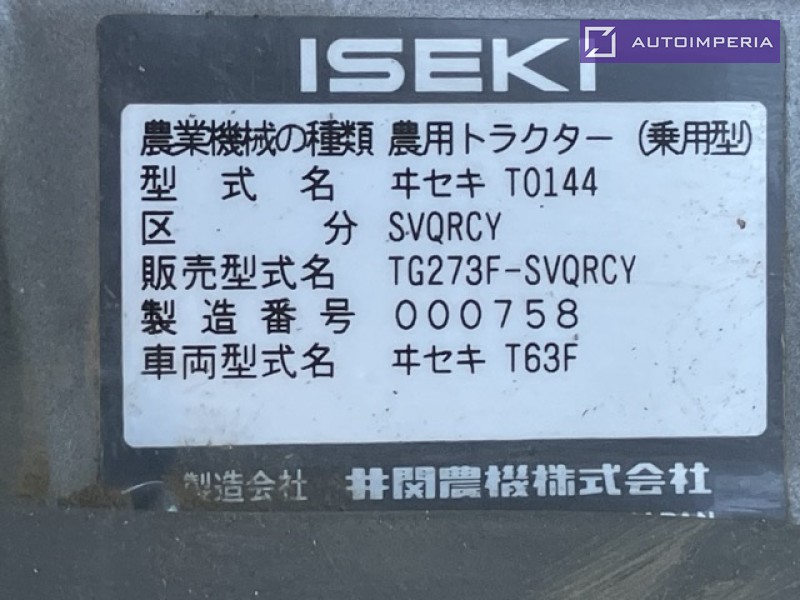 ISEKI
AUTOIMPERIA
農業機械の種類 農用トラクター (乗用型)
型式名 ヰセキ T0144
区分 SVQRCY
販売型式名 TG273F-SVQRCY
製造番号 000758
車両型式名 ヰセキ T63F
製造会社 井関農機株式会社
JAPAN